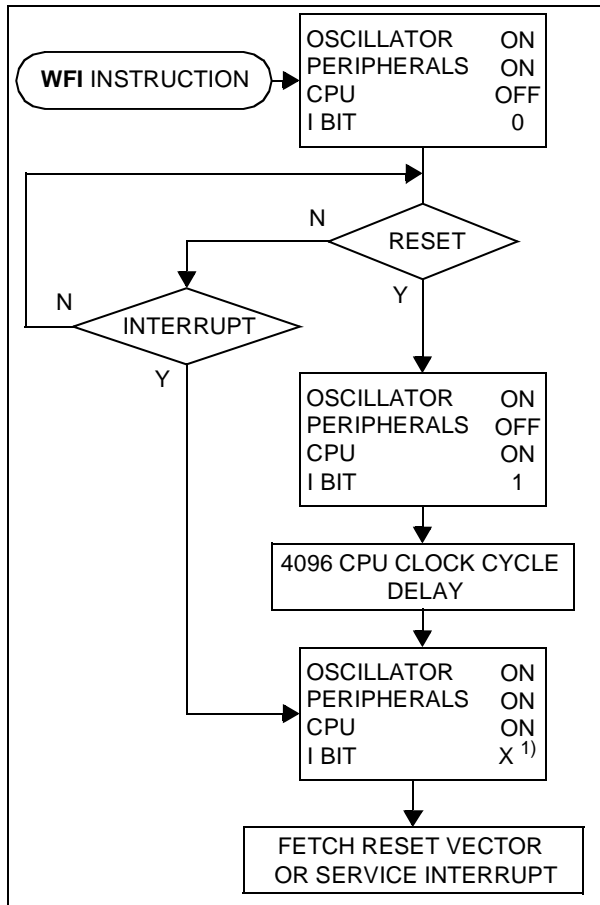 WFI INSTRUCTION
OSCILLATOR ON
PERIPHERALS ON
CPU OFF
I BIT 0
RESET
N
Y
INTERRUPT
N
Y
OSCILLATOR ON
PERIPHERALS OFF
CPU ON
I BIT 1
4096 CPU CLOCK CYCLE
DELAY
OSCILLATOR ON
PERIPHERALS ON
CPU ON
I BIT X 1)
FETCH RESET VECTOR
OR SERVICE INTERRUPT